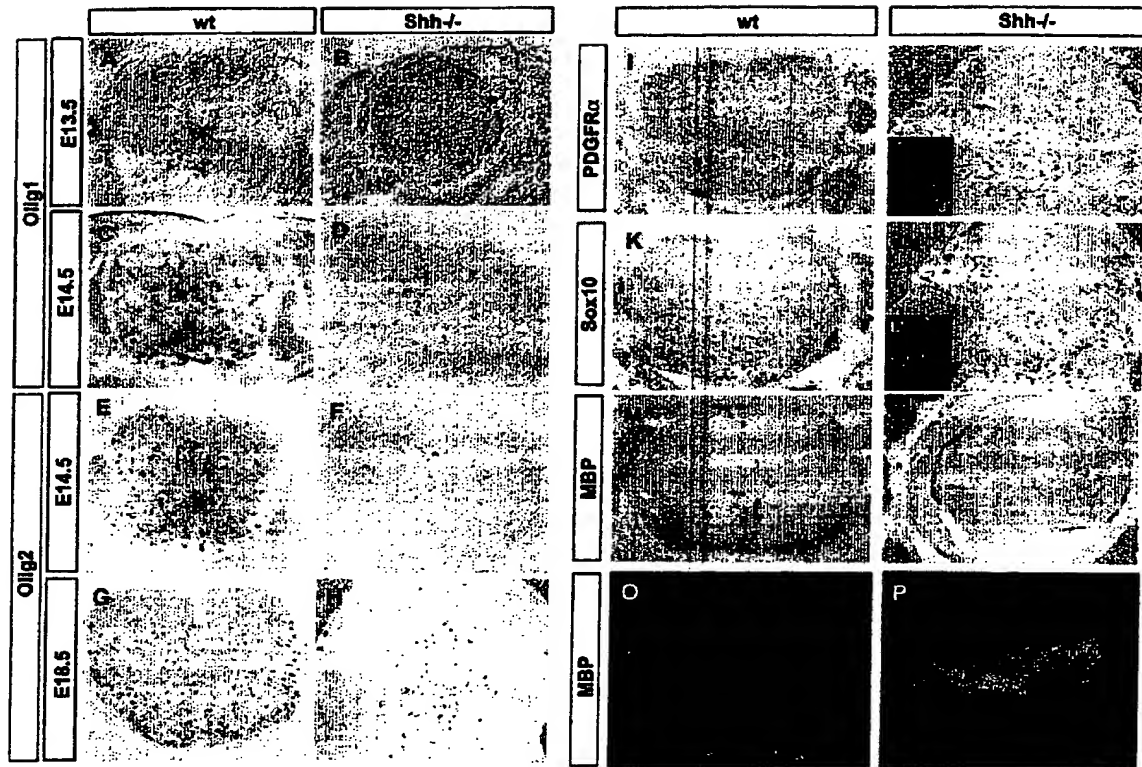 wt
Shh-/-
wt
Shh-/-
Olig1
E13.5
E14.5
Olig2
E14.5
E18.5
PDGFRα
Sox10
MBP
MBP
A
B
C
D
E
F
G
I
K
L
O
P